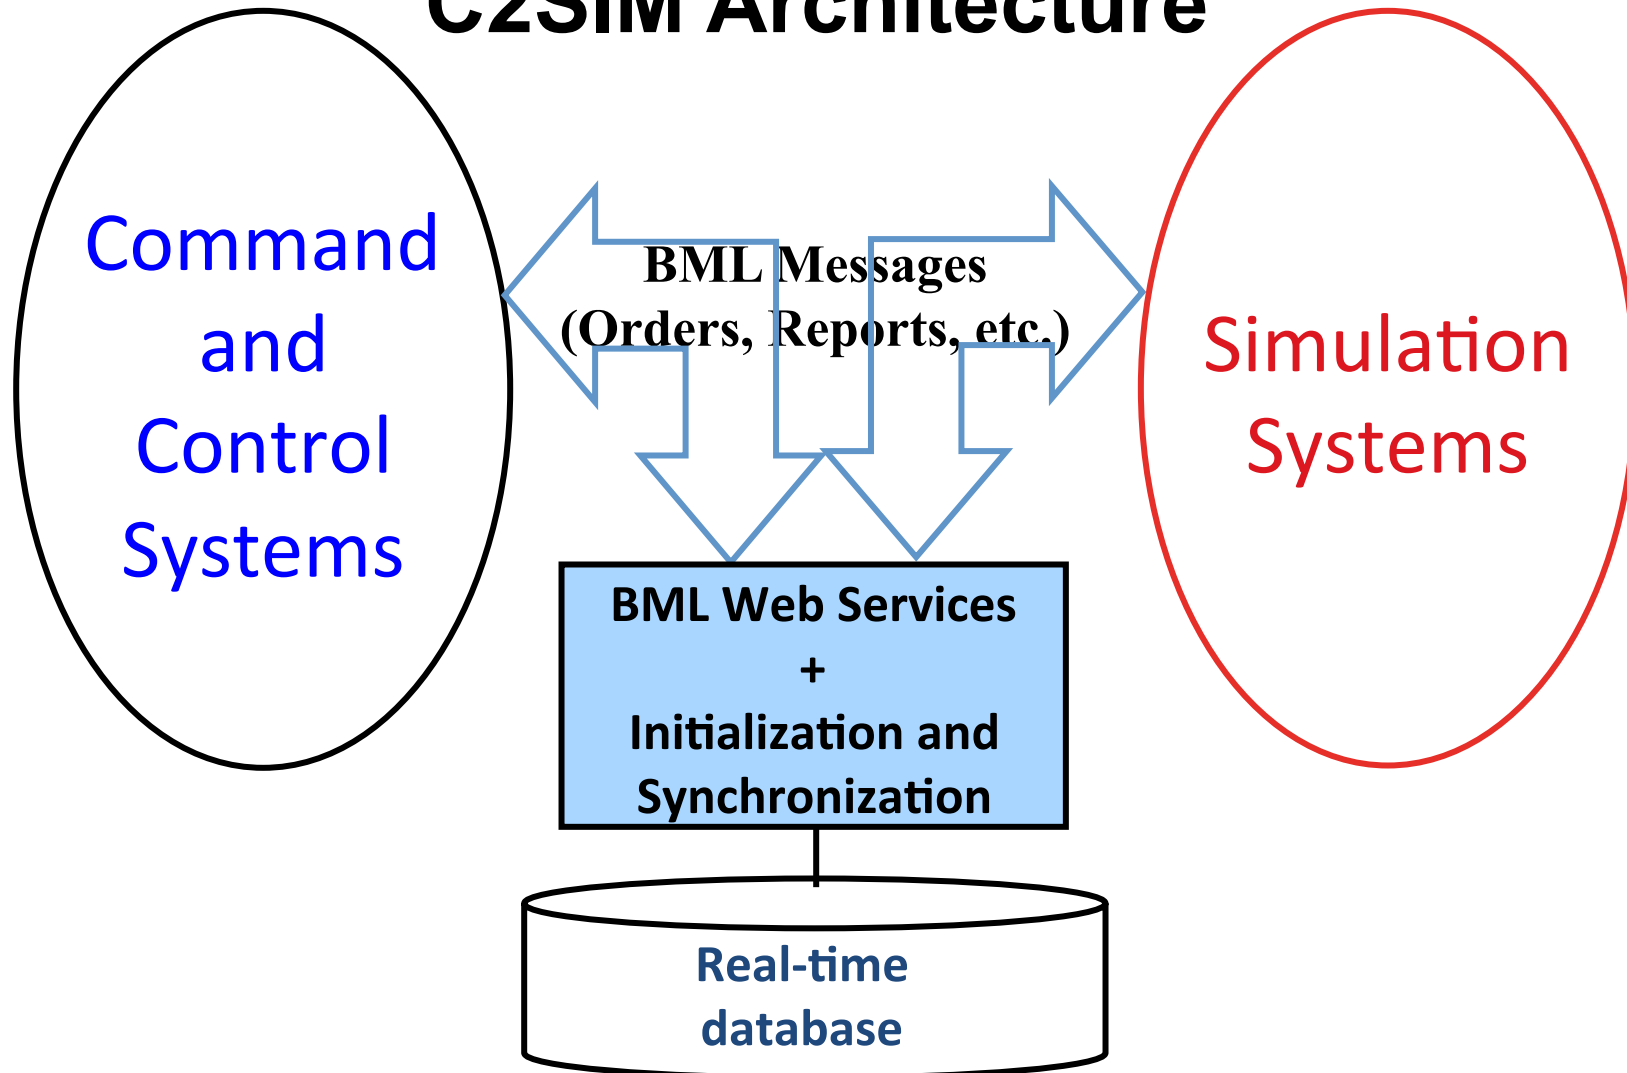 C2SIM Architecture
Command
and
Control
Systems
BML Messages
(Orders, Reports, etc.)
Simulation
Systems
BML Web Services
+
Initialization and
Synchronization
Real-time
database